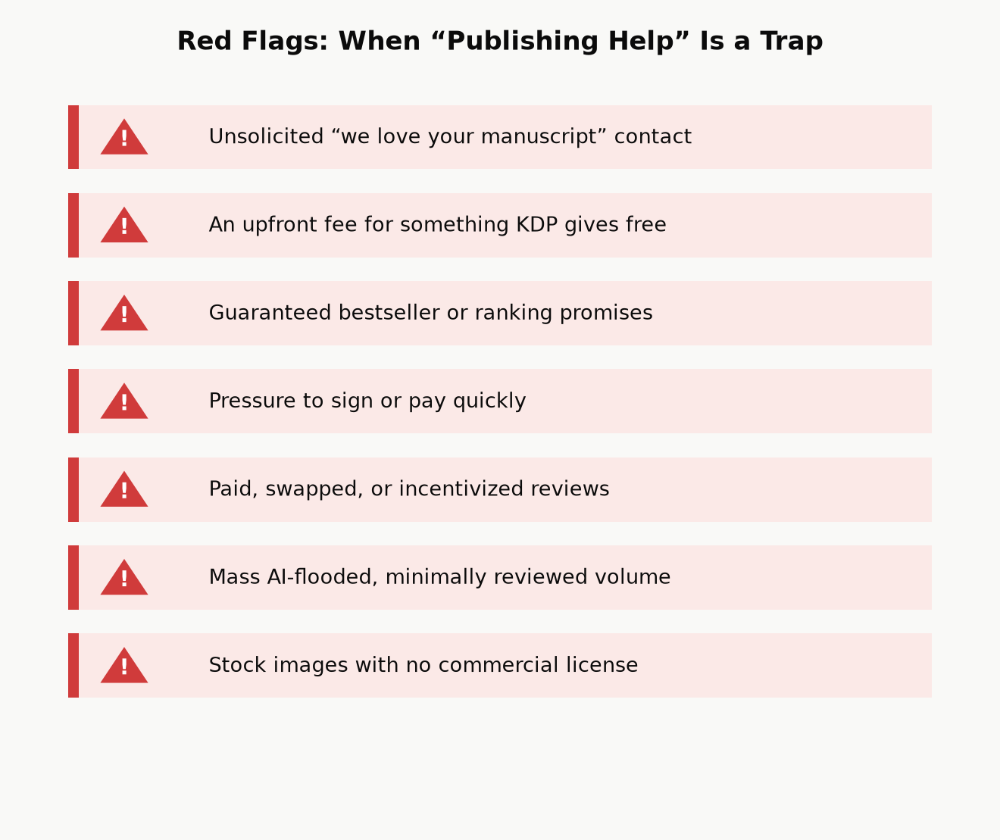 Red Flags: When “Publishing Help” Is a Trap
! Unsolicited “we love your manuscript” contact
! An upfront fee for something KDP gives free
! Guaranteed bestseller or ranking promises
! Pressure to sign or pay quickly
! Paid, swapped, or incentivized reviews
! Mass AI-flooded, minimally reviewed volume
! Stock images with no commercial license